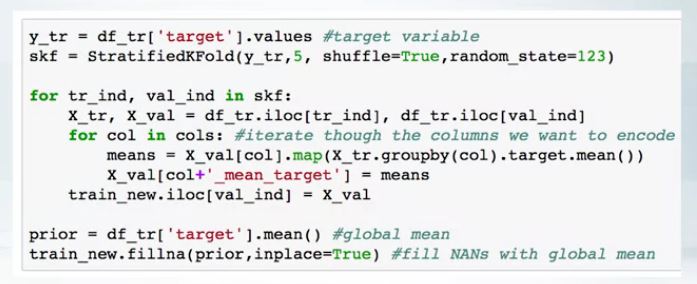 y_tr = df_tr['target'].values #target variable
skf = StratifiedKFold(y_tr,5, shuffle=True,random_state=123)
for tr_ind, val_ind in skf:
X_tr, X_val = df_tr.iloc[tr_ind], df_tr.iloc[val_ind]
for col in cols: #iterate though the columns we want to encode
means = X_val[col].map(X_tr.groupby(col).target.mean())
X_val[col+'_mean_target'] = means
train_new.iloc[val_ind] = X_val
prior = df_tr['target'].mean() #global mean
train_new.fillna(prior,inplace=True) #fill NANs with global mean